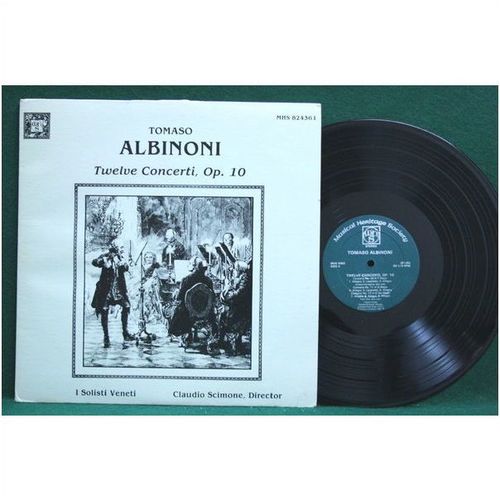 MHS 824361
TOMASO
ALBINONI
Twelve Concerti, Op. 10
I Solisti Veneti
Claudio Scimone, Director
Musical Heritage Society
TOMASO ALBINONI
TWELVE CONCERTI, OP. 10